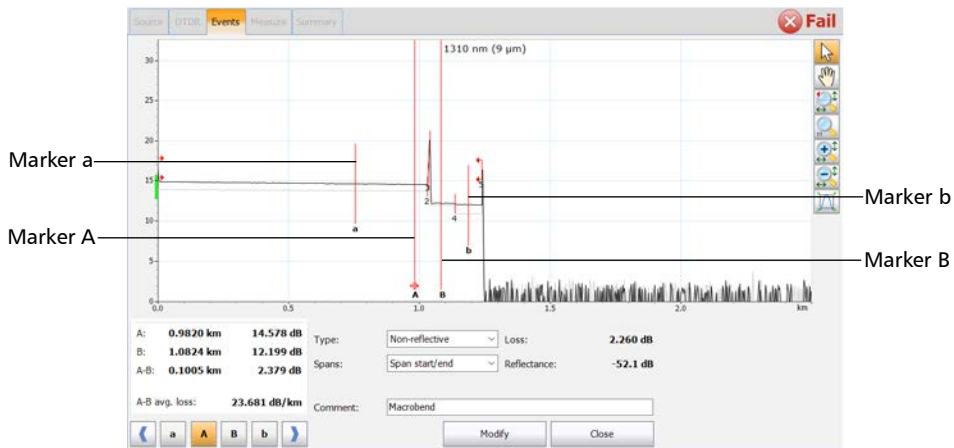 Source OTDR Events Measure Summary Fail
1310 nm (9 µm)
30
25
20
15
10
5
0
0.0 0.5 1.0 1.5 2.0 km
Marker a
Marker A
Marker b
Marker B
a
A
B
b
2
3
4
5
A: 0.9820 km 14.578 dB
B: 1.0824 km 12.199 dB
A-B: 0.1005 km 2.379 dB
A-B avg. loss: 23.681 dB/km
Type: Non-reflective Loss: 2.260 dB
Spans: Span start/end Reflectance: -52.1 dB
Comment: Macrobend
a A B b Modify Close